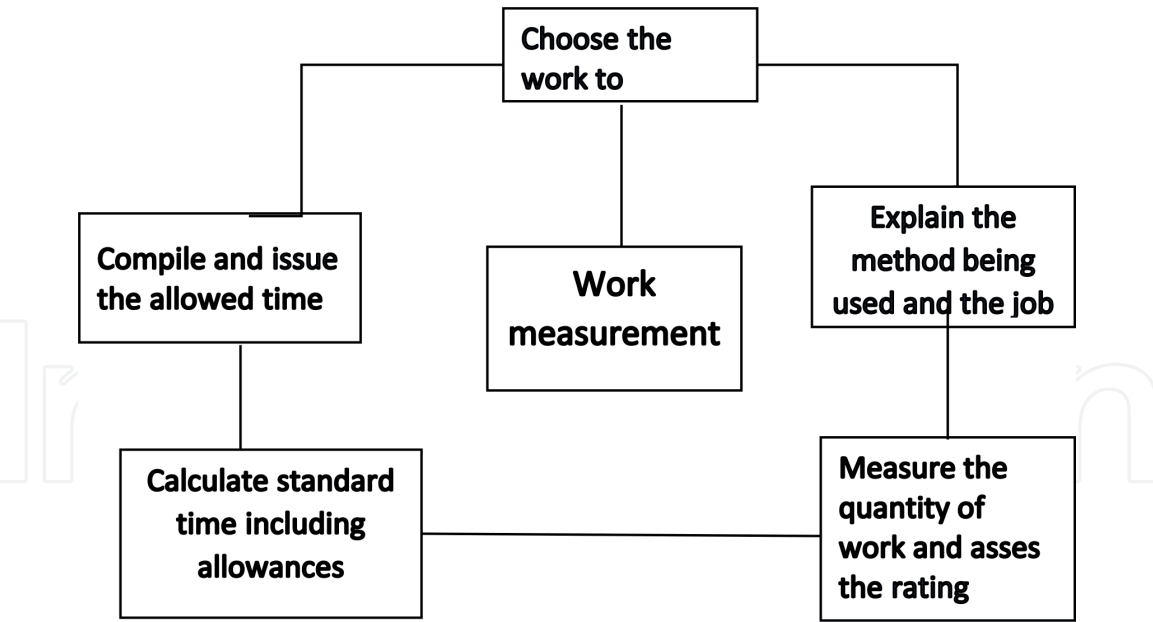 Choose the
work to
Compile and issue
the allowed time
Work
measurement
Explain the
method being
used and the job
Calculate standard
time including
allowances
Measure the
quantity of
work and asses
the rating